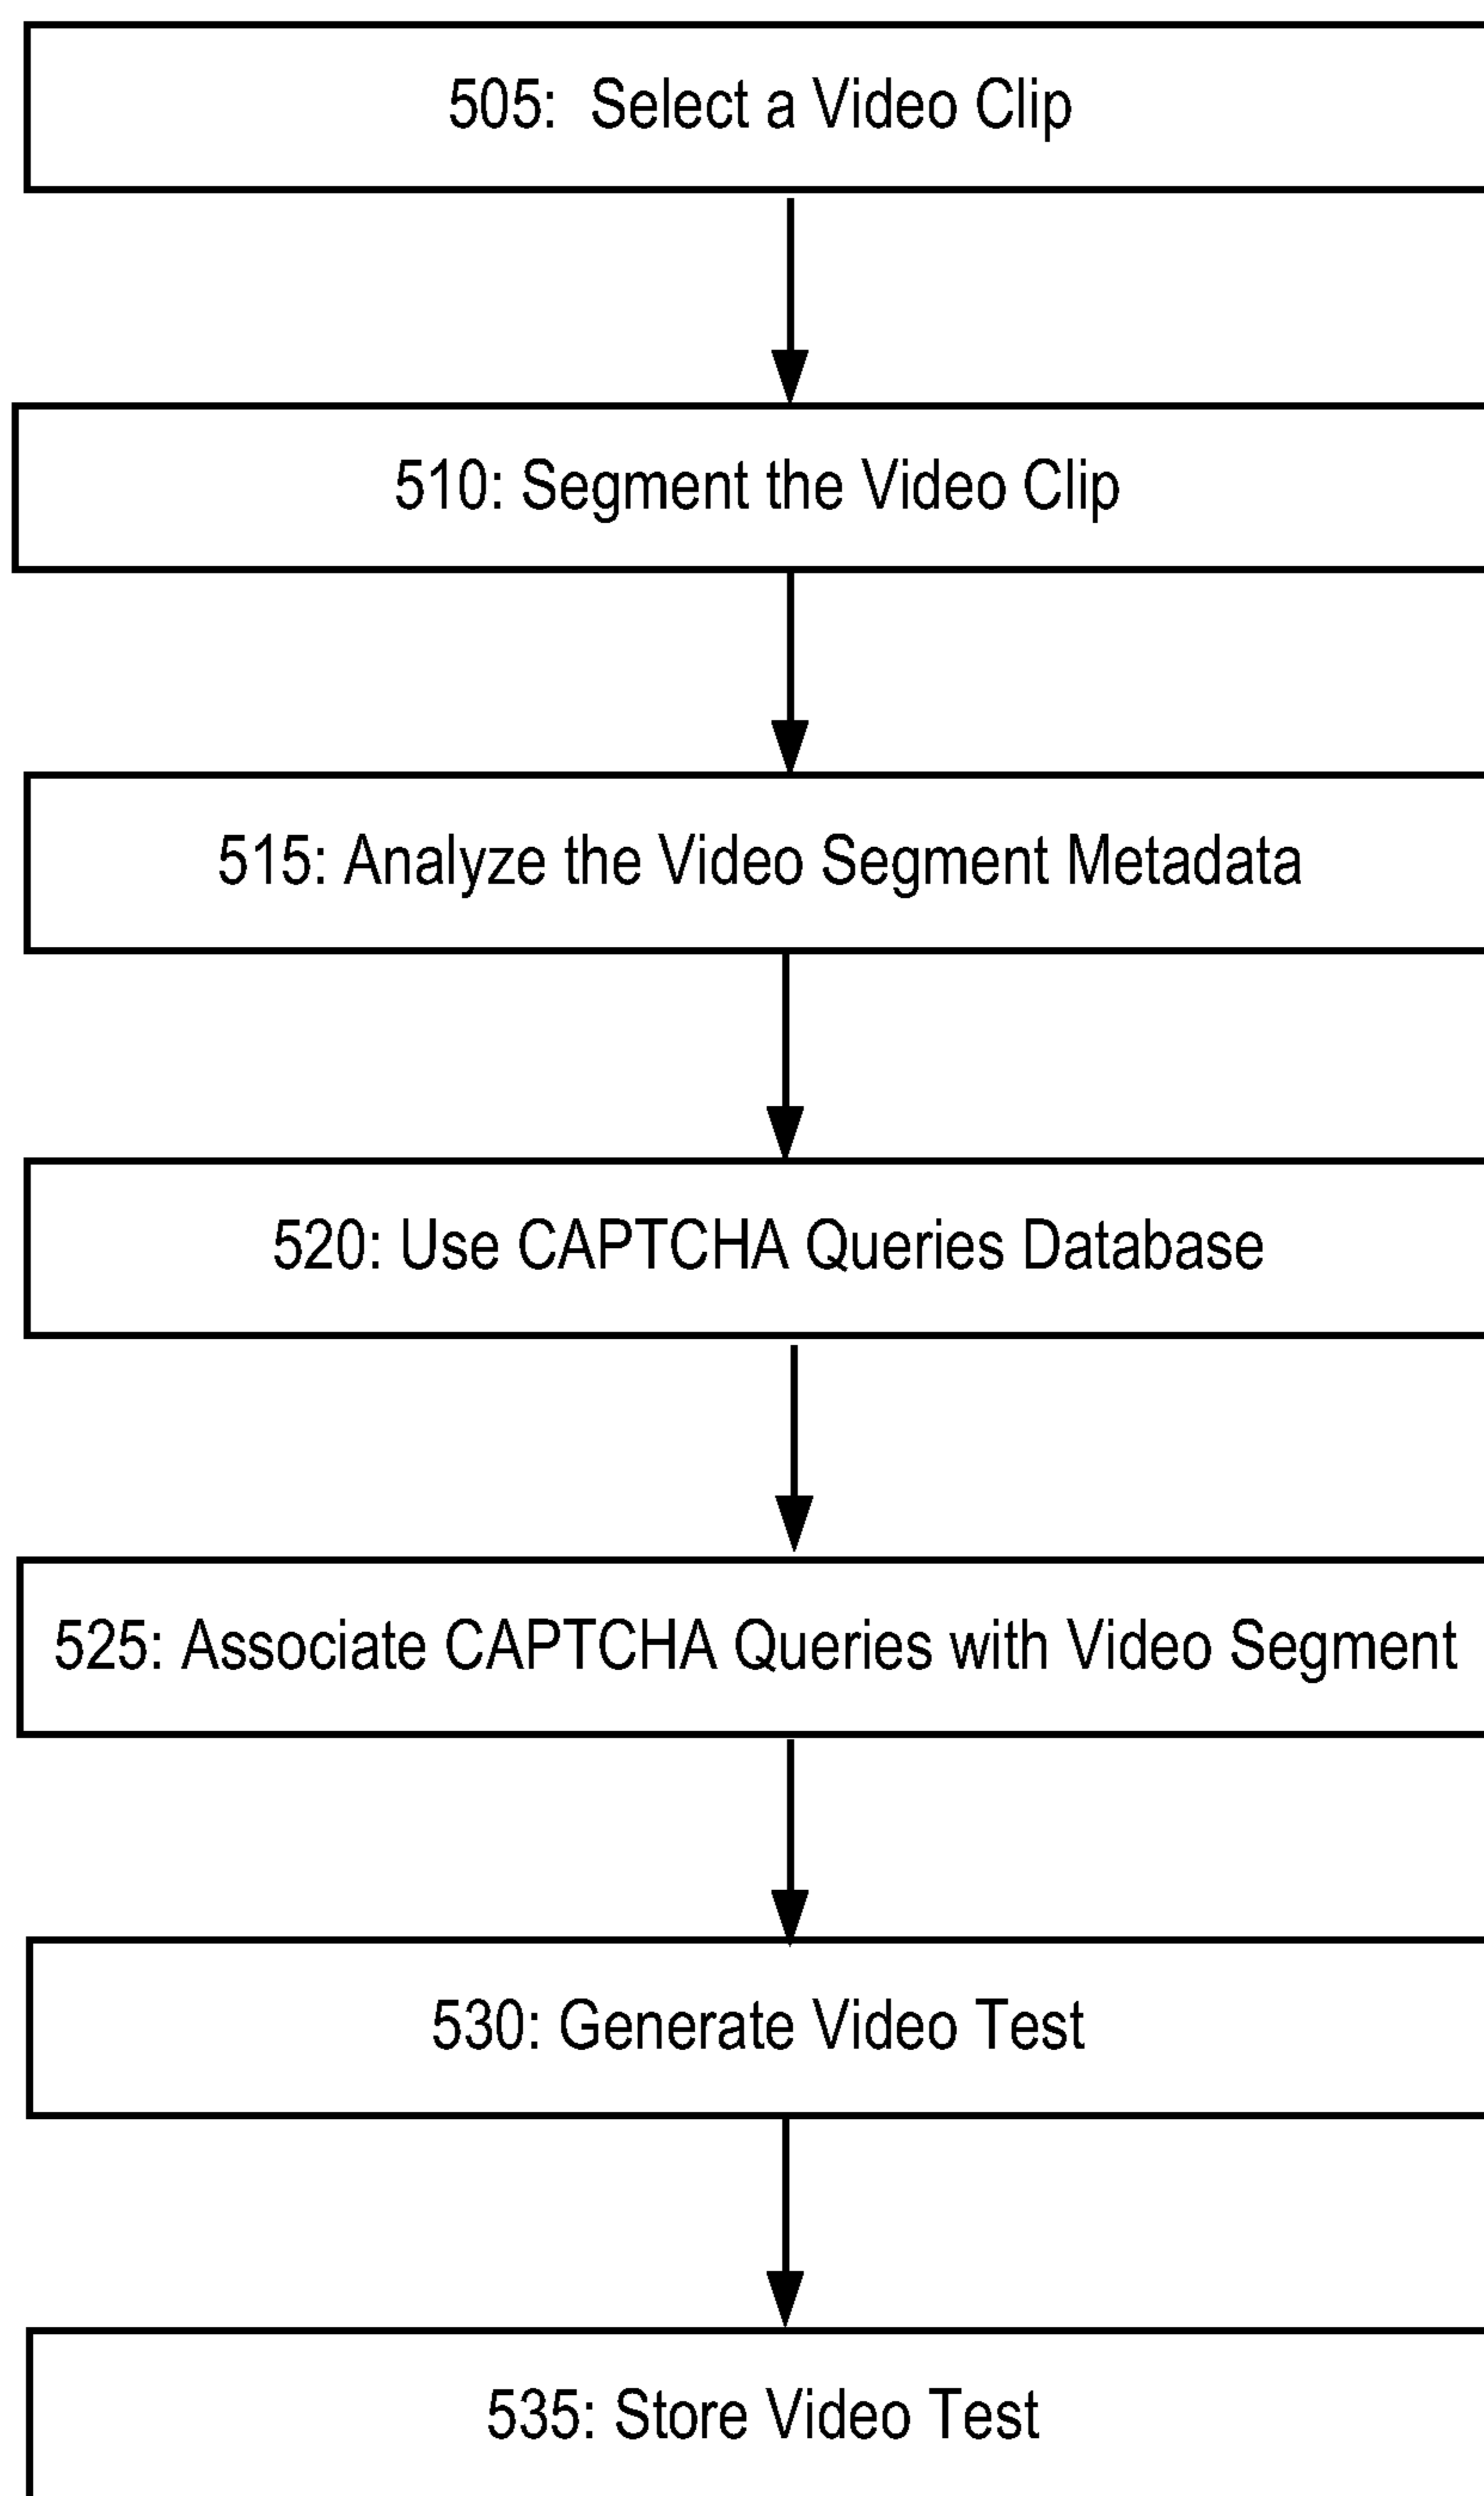 505: Select a Video Clip
510: Segment the Video Clip
515: Analyze the Video Segment Metadata
520: Use CAPTCHA Queries Database
525: Associate CAPTCHA Queries with Video Segment
530: Generate Video Test
535: Store Video Test